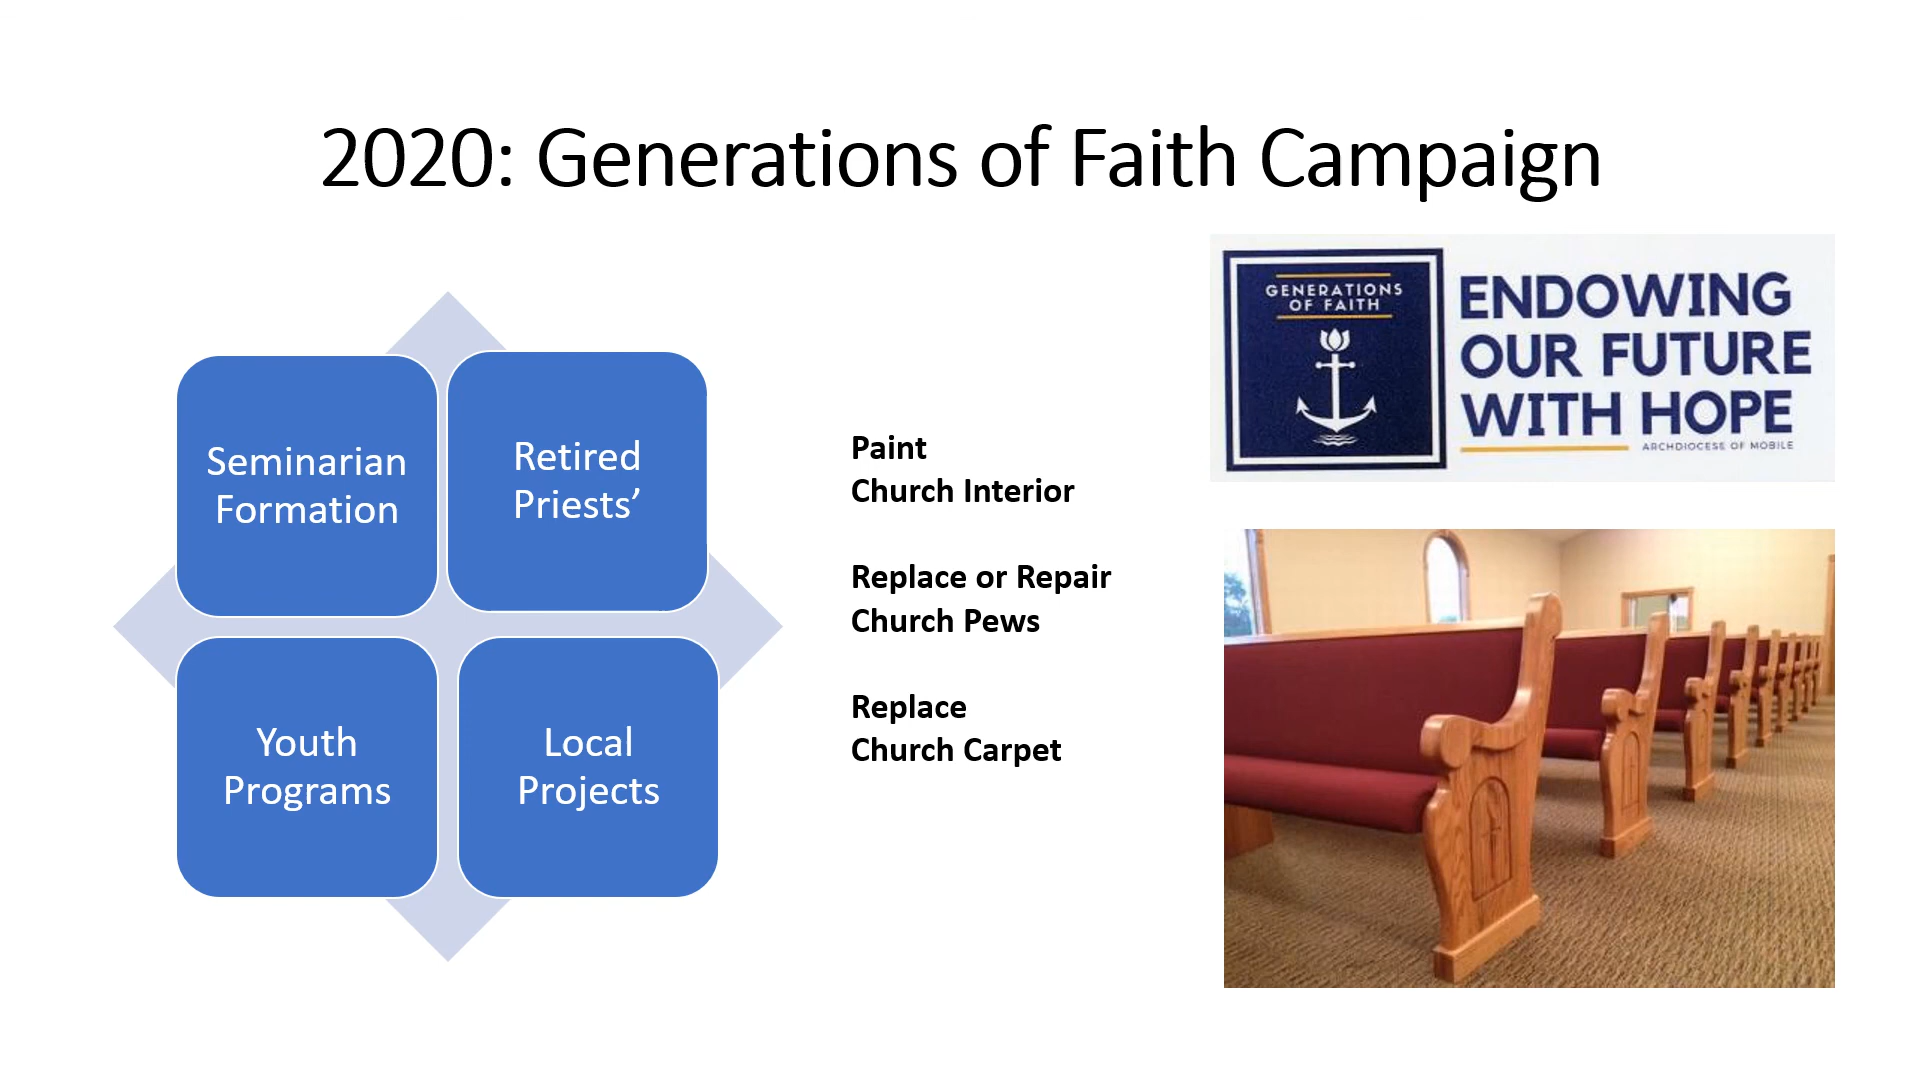 2020: Generations of Faith Campaign
Seminarian
Formation
Retired
Priests’
Youth
Programs
Local
Projects
Paint
Church Interior
Replace or Repair
Church Pews
Replace
Church Carpet
GENERATIONS
OF FAITH
ENDOWING
OUR FUTURE
WITH HOPE
ARCHDIOCESE OF MOBILE